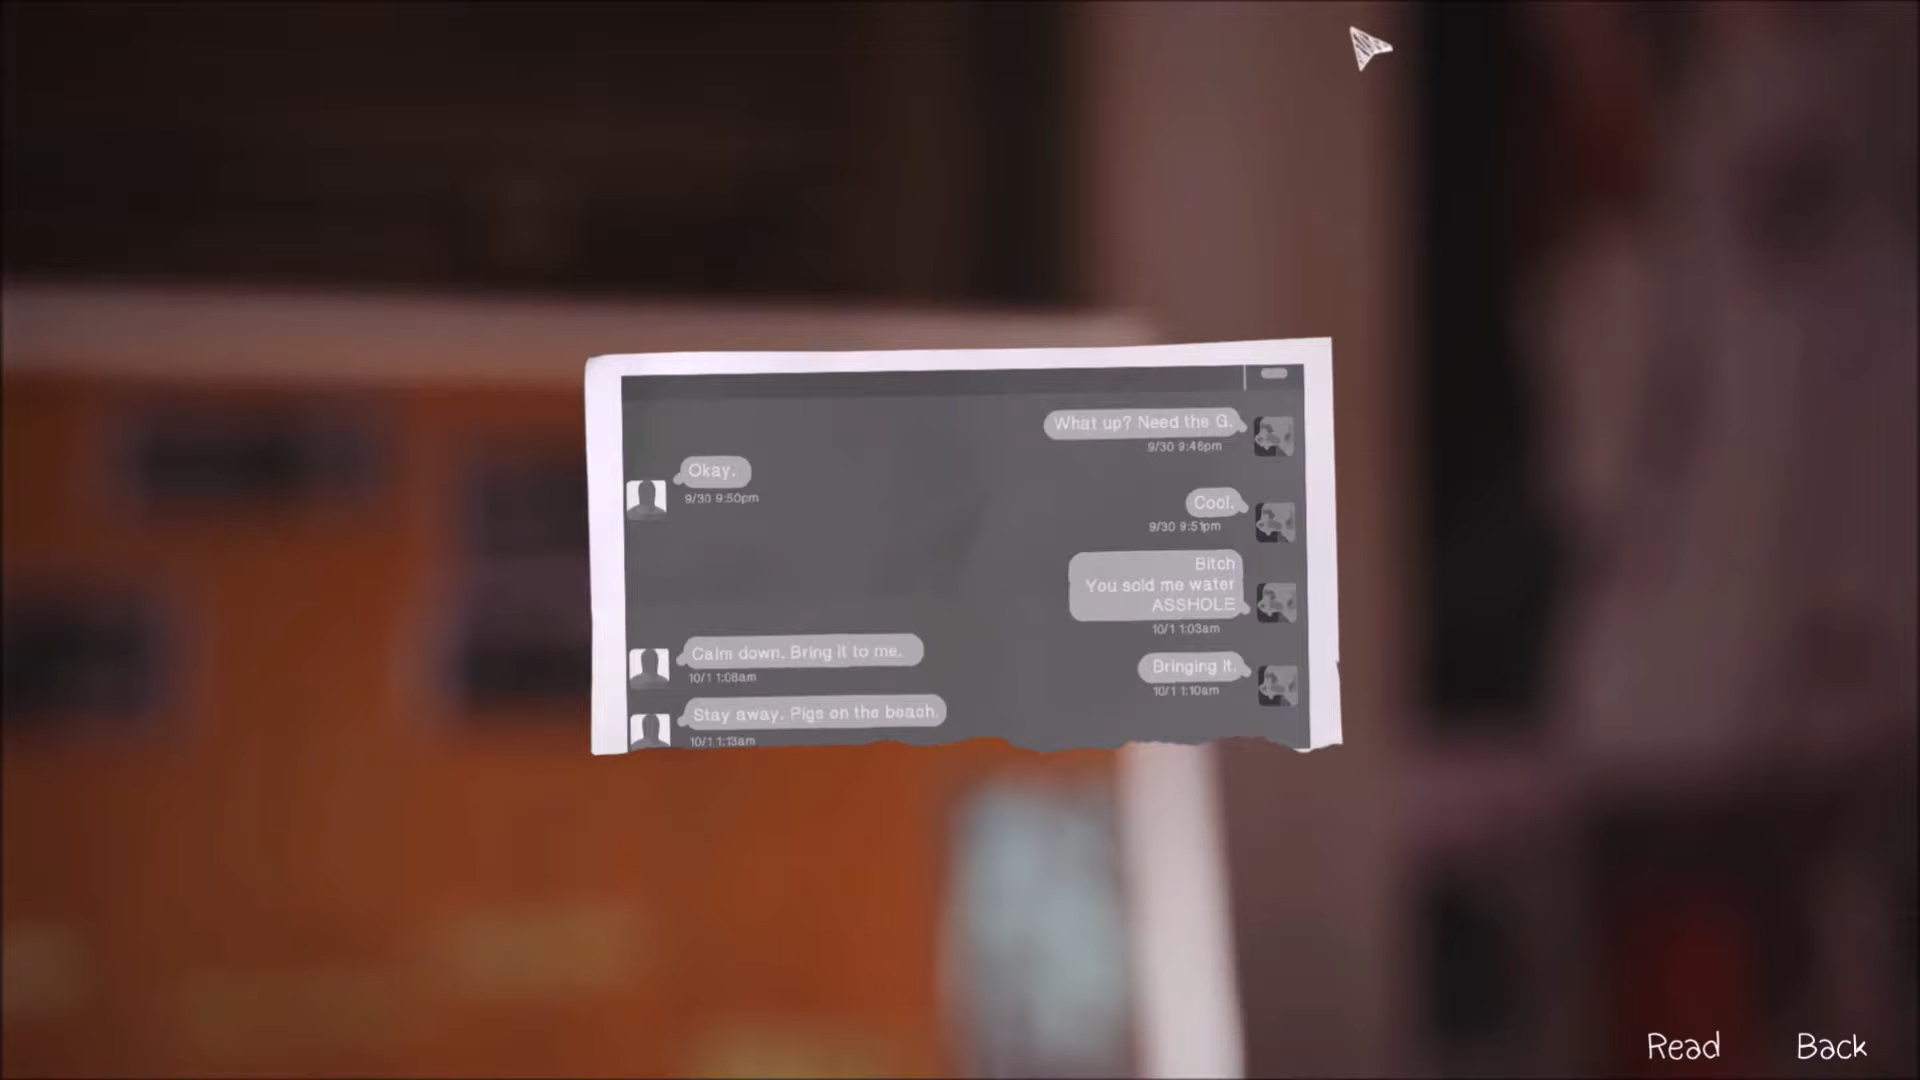 What up? Need the G.
9/30 9:46pm
Okay.
9/30 9:50pm
Cool.
9/30 9:51pm
Bitch
You sold me water
ASSHOLE
10/1 1:03am
Calm down. Bring it to me.
10/1 1:08am
Bringing it.
10/1 1:10am
Stay away. Pigs on the beach.
10/1 1:13am
Read
Back